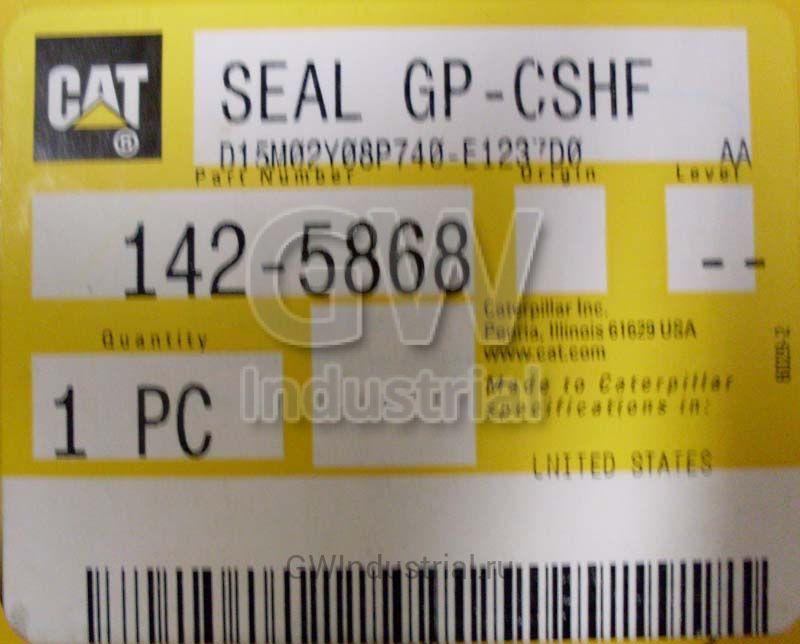 CAT
®
SEAL GP-CSHF
D15M02Y08P740-E1237D0 AA
Part Number Origin Level
142-5868 --
GW
Industrial
Caterpillar Inc.
Peoria, Illinois 61629 USA
www.cat.com
Quantity
Made to Caterpillar
specifications in:
1 PC
UNITED STATES
GWIndustrial.ru